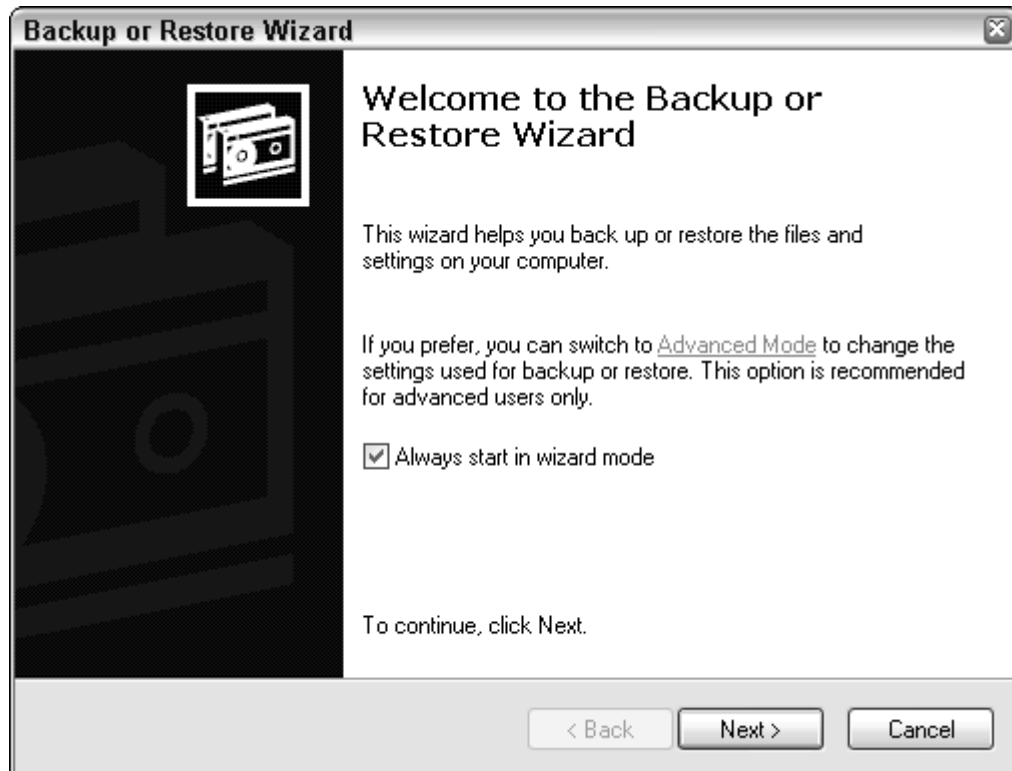 Backup or Restore Wizard
Welcome to the Backup or
Restore Wizard
This wizard helps you back up or restore the files and
settings on your computer.
If you prefer, you can switch to Advanced Mode to change the
settings used for backup or restore. This option is recommended
for advanced users only.
Always start in wizard mode
To continue, click Next.
< Back Next > Cancel